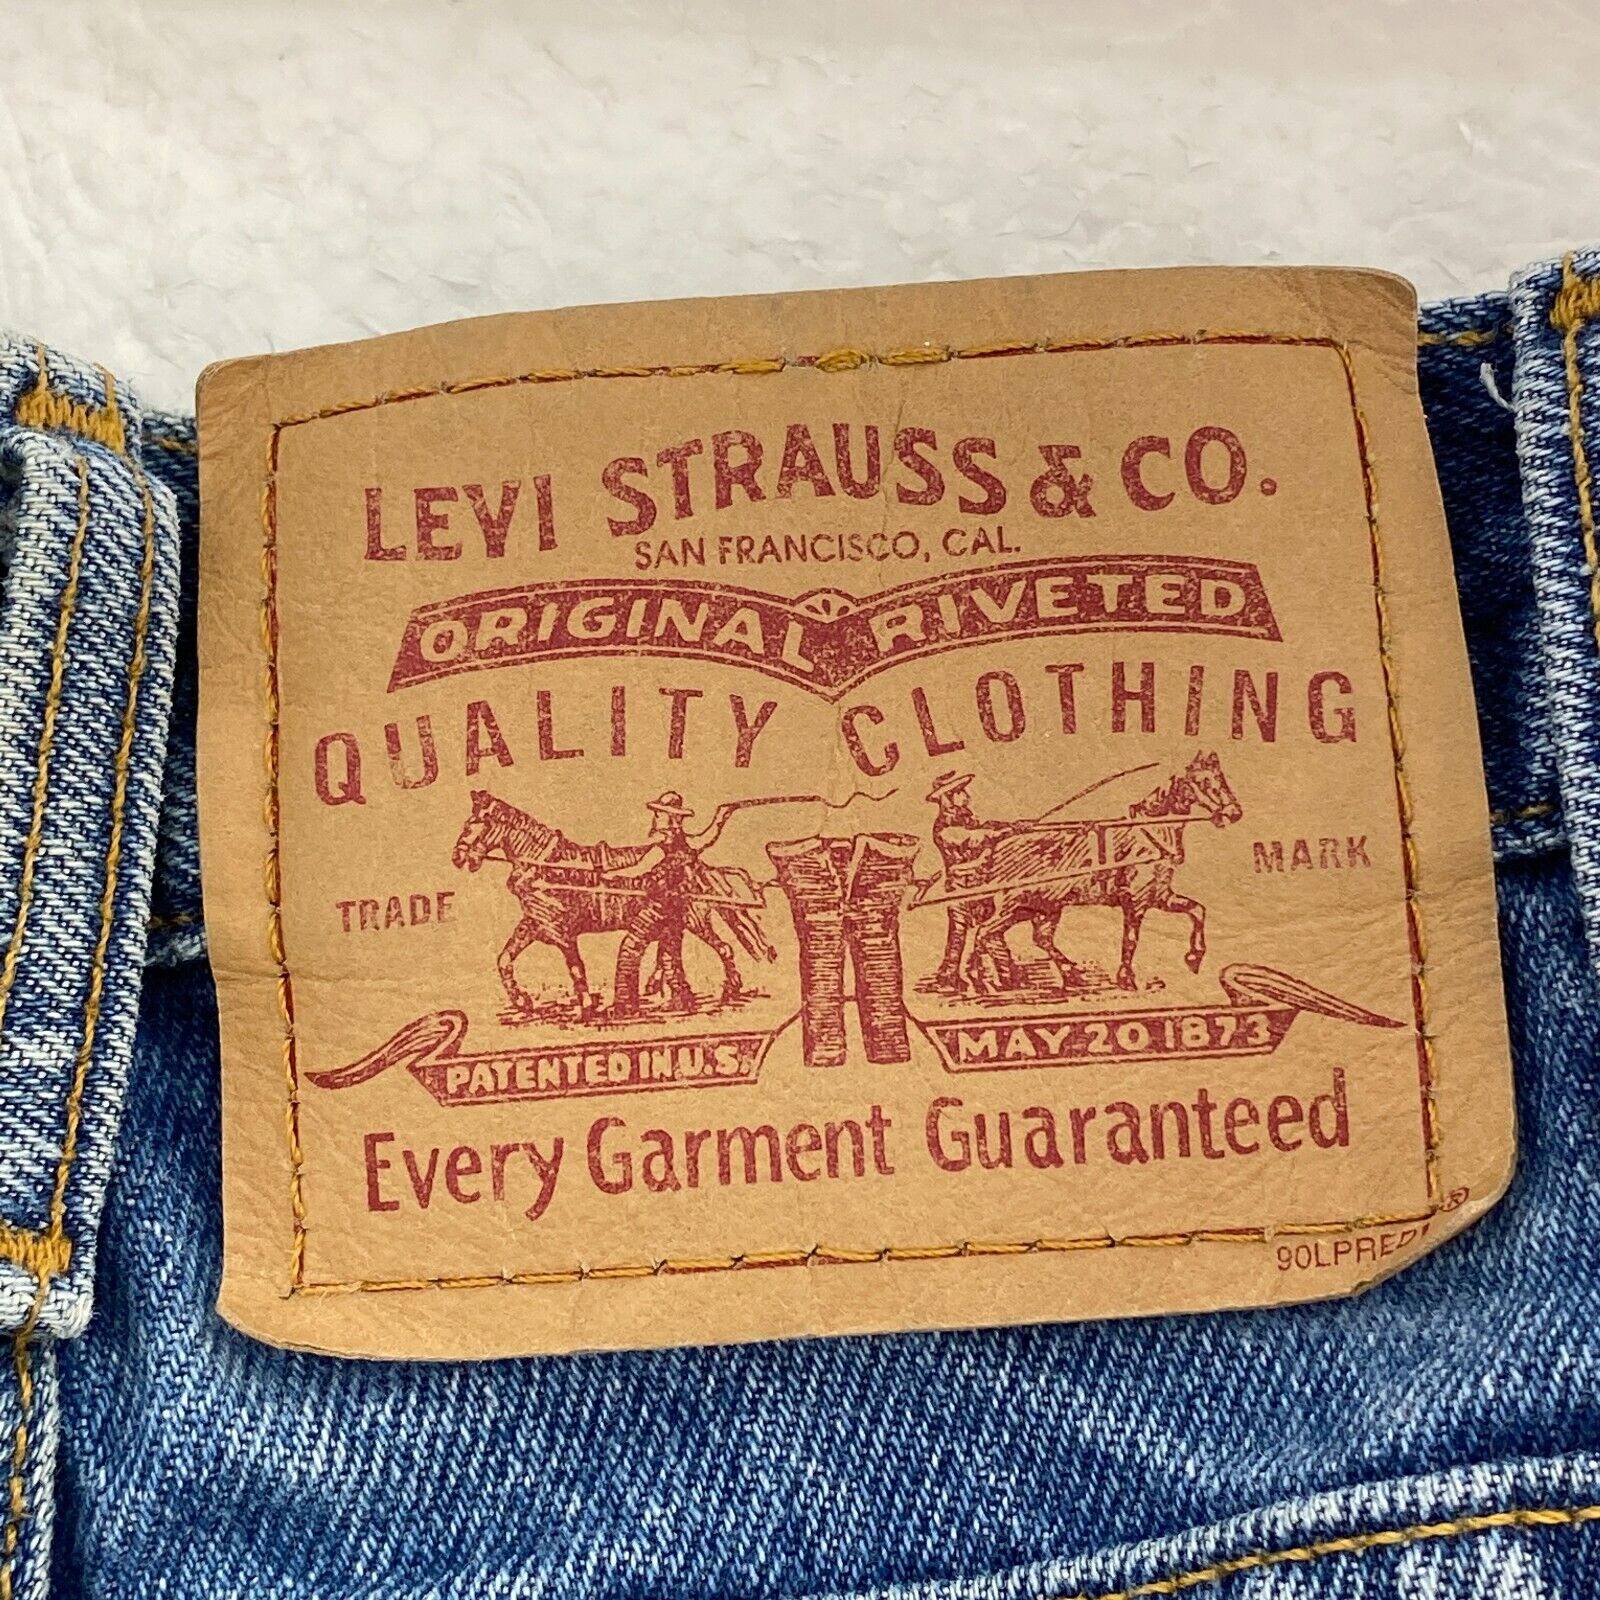 LEVI STRAUSS & CO.
SAN FRANCISCO, CAL.
ORIGINAL RIVETED
QUALITY CLOTHING
TRADE MARK
PATENTED IN U.S. MAY 20 1873
Every Garment Guaranteed
®